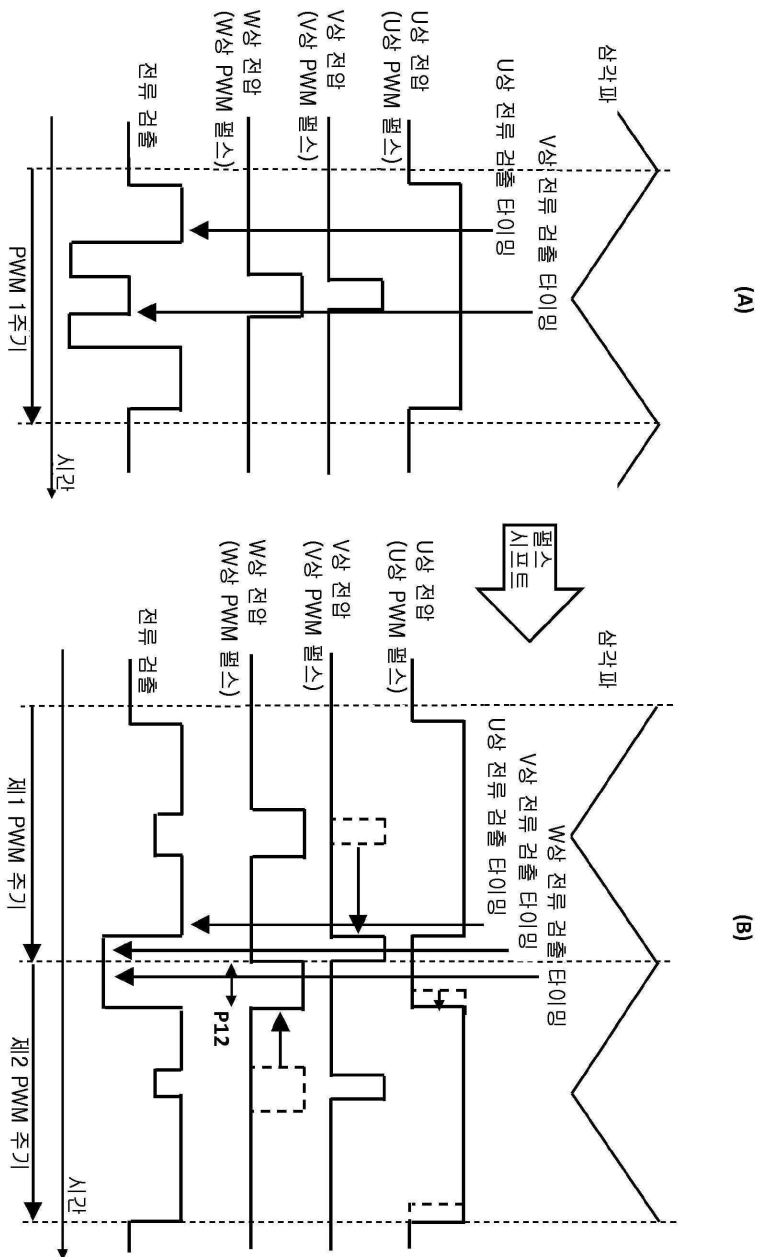 (A)
삼각파
V상 전류 검출 타이밍
U상 전류 검출 타이밍
U상 전압
(U상 PWM 펄스)
V상 전압
(V상 PWM 펄스)
W상 전압
(W상 PWM 펄스)
전류 검출
PWM 1주기
시간
펄스
시프트
(B)
삼각파
W상 전류 검출 타이밍
V상 전류 검출 타이밍
U상 전류 검출 타이밍
U상 전압
(U상 PWM 펄스)
V상 전압
(V상 PWM 펄스)
W상 전압
(W상 PWM 펄스)
P12
전류 검출
제1 PWM 주기
제2 PWM 주기
시간